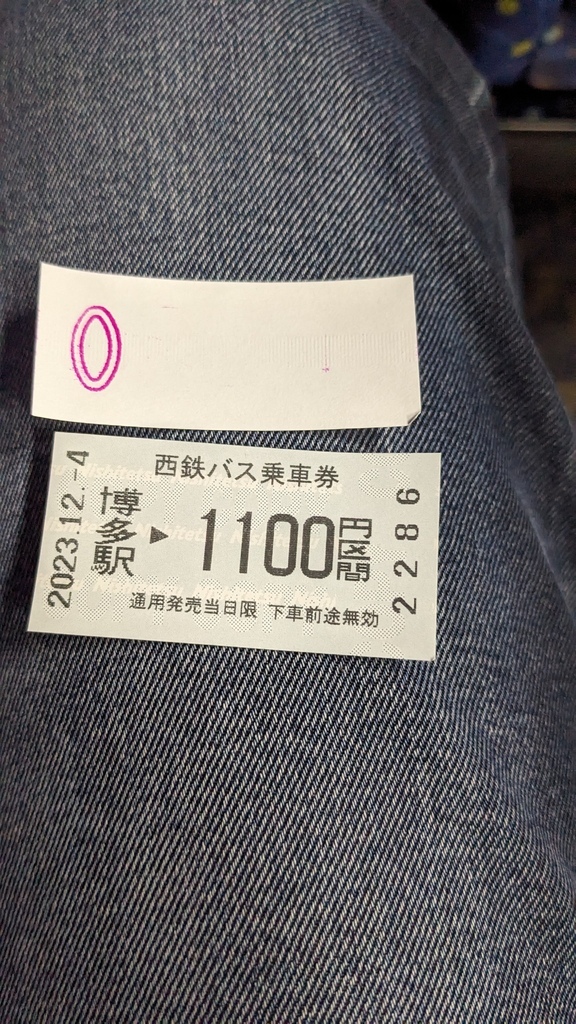 0
西鉄バス乗車券
2023.12.-4
博多駅▶1100円区間
2286
通用発売当日限 下車前途無効